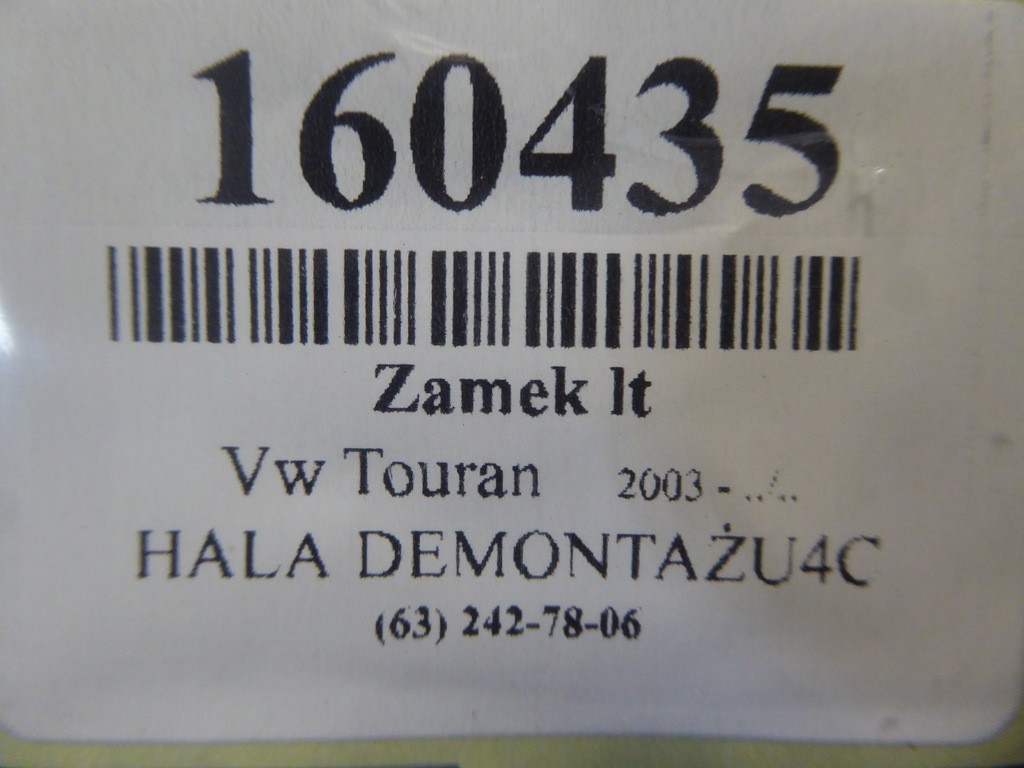 160435
Zamek lt
Vw Touran 2003 - ../..
HALA DEMONTAŻU4C
(63) 242-78-06